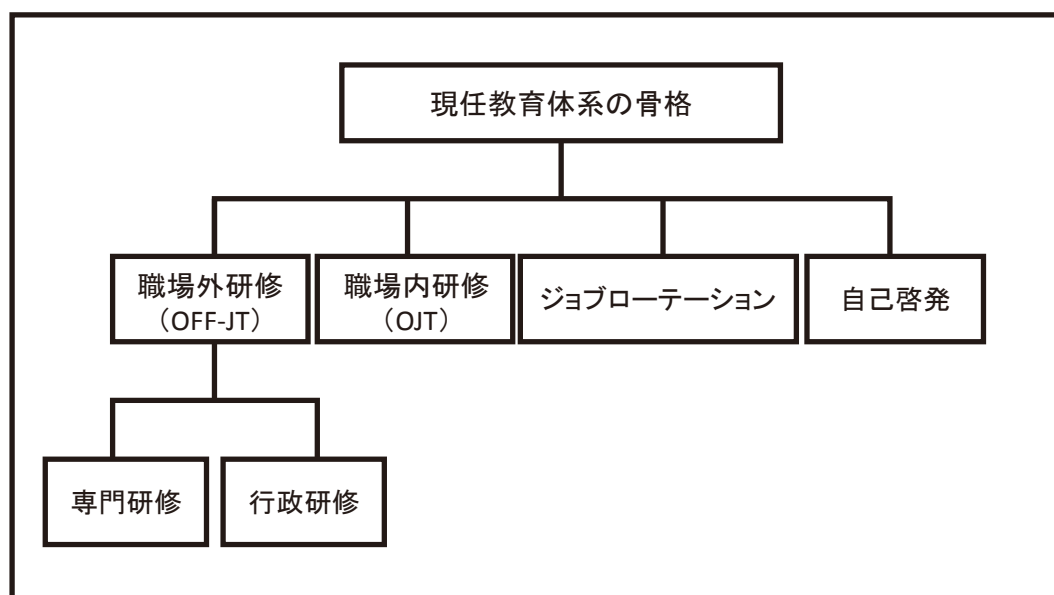 現任教育体系の骨格
職場外研修
（OFF-JT）
職場内研修
（OJT）
ジョブローテーション
自己啓発
専門研修
行政研修